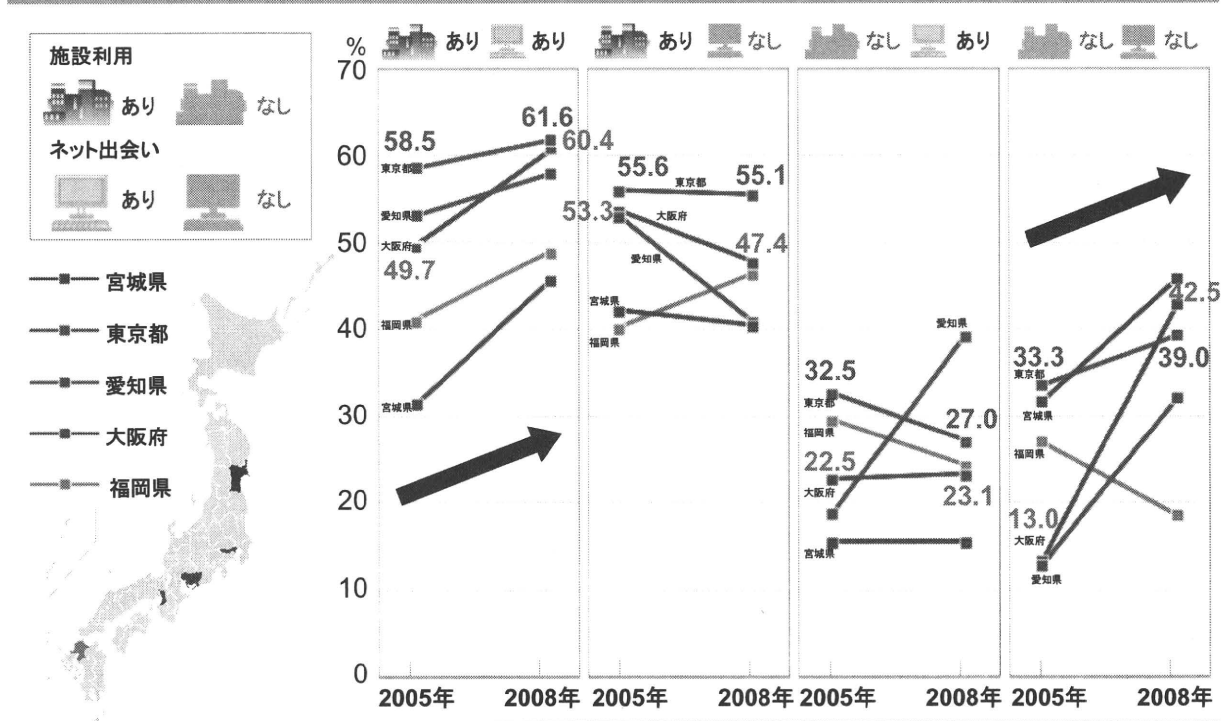 施設利用
あり なし
ネット出会い
あり なし
宮城県
東京都
愛知県
大阪府
福岡県
%
70
60
50
40
30
20
10
0
あり あり
58.5
61.6
60.4
東京都
愛知県
大阪府
49.7
福岡県
宮城県
2005年 2008年
あり なし
55.6
東京都
55.1
53.3
大阪府
47.4
愛知県
宮城県
福岡県
2005年 2008年
なし あり
愛知県
32.5
東京都
27.0
福岡県
22.5
大阪府
23.1
宮城県
2005年 2008年
なし なし
42.5
33.3
39.0
東京都
宮城県
福岡県
13.0
大阪府
愛知県
2005年 2008年